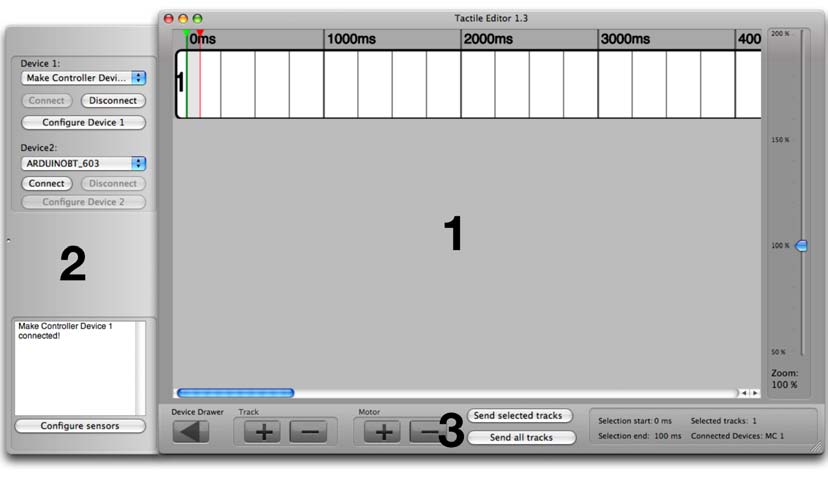 Tactile Editor 1.3
Device 1:
Make Controller Devi...
Connect Disconnect
Configure Device 1
Device2:
ARDUINOBT_603
Connect Disconnect
Configure Device 2
2
Make Controller Device 1
connected!
Configure sensors
0ms 1000ms 2000ms 3000ms 400
1
1
200 %
150 %
100 %
50 %
Zoom:
100 %
Device Drawer Track Motor
3
Send selected tracks
Send all tracks
Selection start: 0 ms Selected tracks: 1
Selection end: 100 ms Connected Devices: MC 1